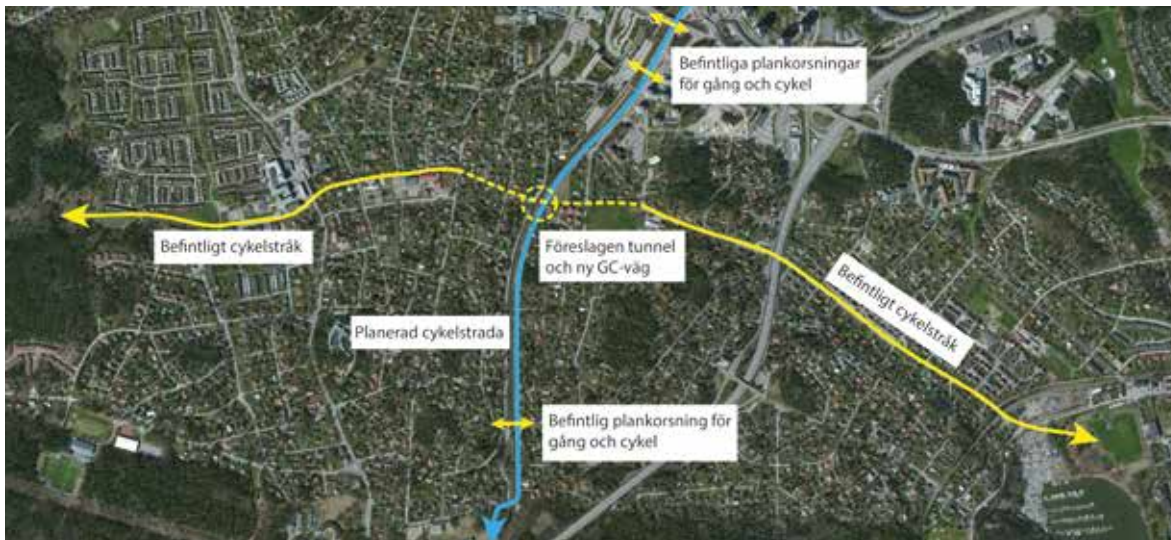 Befintliga plankorsningar
för gång och cykel
Befintligt cykelstråk
Föreslagen tunnel
och ny GC-väg
Befintligt cykelstråk
Planerad cykelstrada
Befintlig plankorsning för
gång och cykel